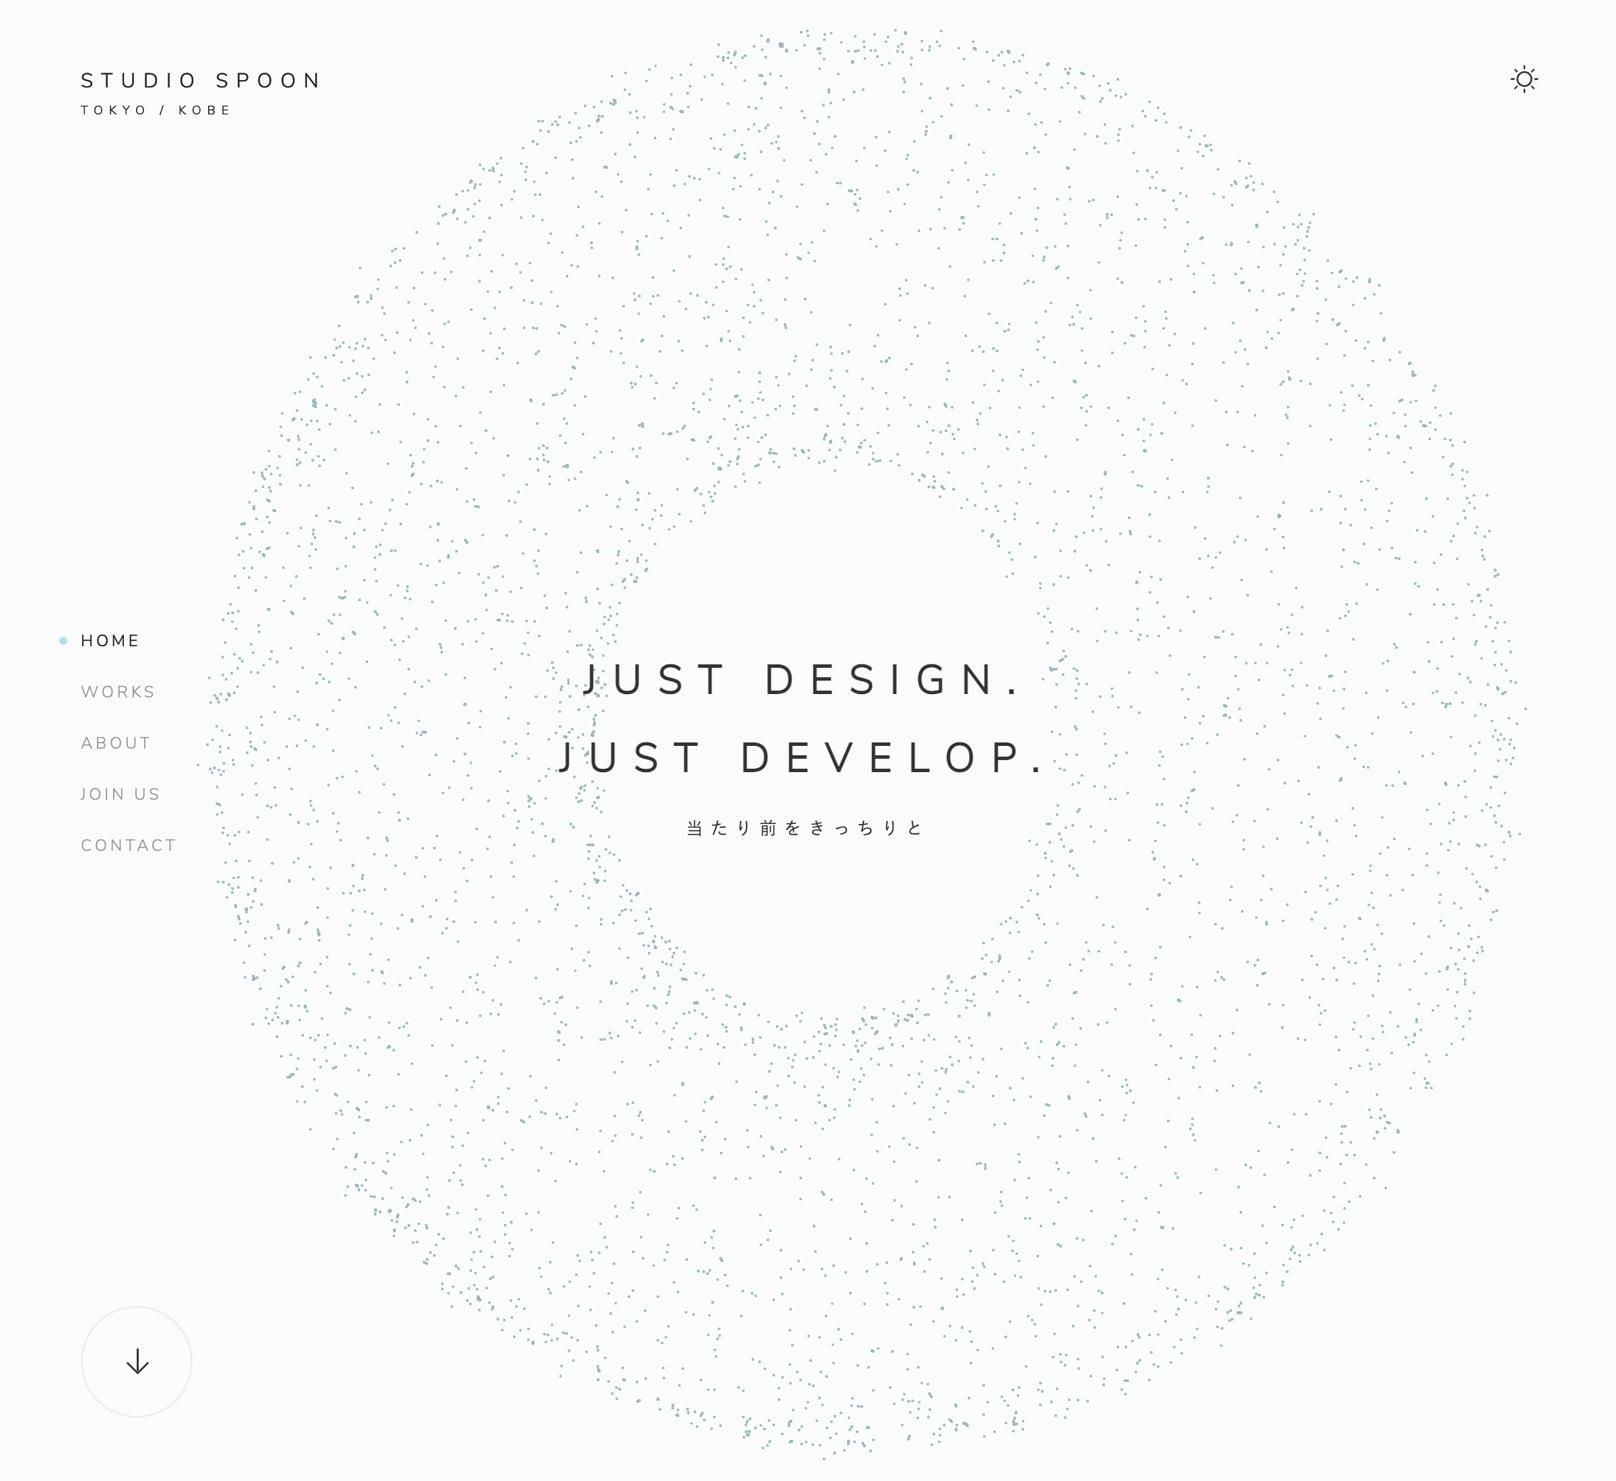 STUDIO SPOON
TOKYO / KOBE
HOME
WORKS
ABOUT
JOIN US
CONTACT
JUST DESIGN.
JUST DEVELOP.
当たり前をきっちりと